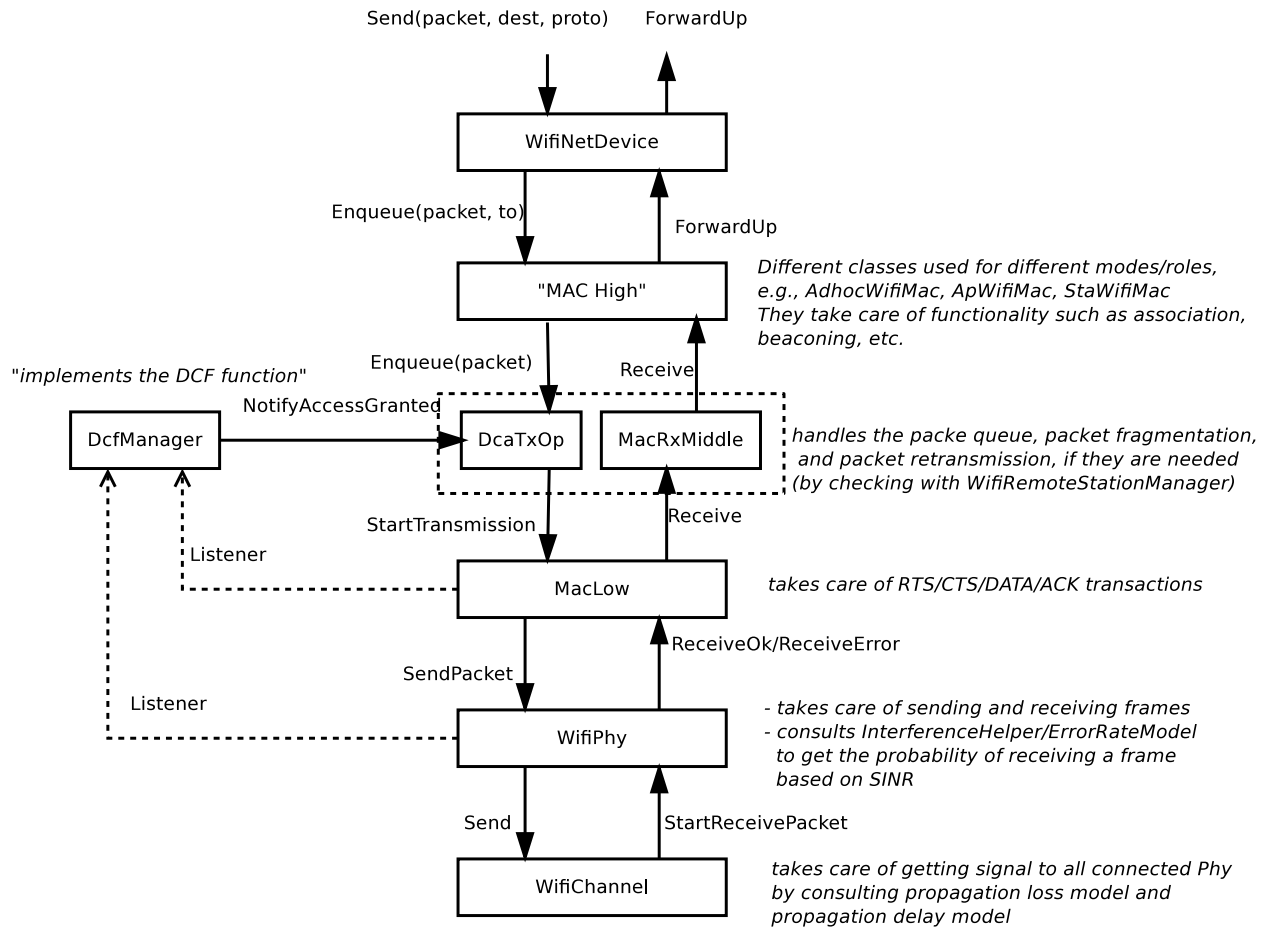 Send(packet, dest, proto)
ForwardUp
WifiNetDevice
Enqueue(packet, to)
ForwardUp
"MAC High"
Different classes used for different modes/roles,
e.g., AdhocWifiMac, ApWifiMac, StaWifiMac
They take care of functionality such as association,
beaconing, etc.
Enqueue(packet)
Receive
"implements the DCF function"
NotifyAccessGranted
DcfManager
DcaTxOp
MacRxMiddle
handles the packe queue, packet fragmentation,
and packet retransmission, if they are needed
(by checking with WifiRemoteStationManager)
StartTransmission
Receive
Listener
MacLow
takes care of RTS/CTS/DATA/ACK transactions
SendPacket
ReceiveOk/ReceiveError
Listener
WifiPhy
- takes care of sending and receiving frames
- consults InterferenceHelper/ErrorRateModel
to get the probability of receiving a frame
based on SINR
Send
StartReceivePacket
WifiChannel
takes care of getting signal to all connected Phy
by consulting propagation loss model and
propagation delay model